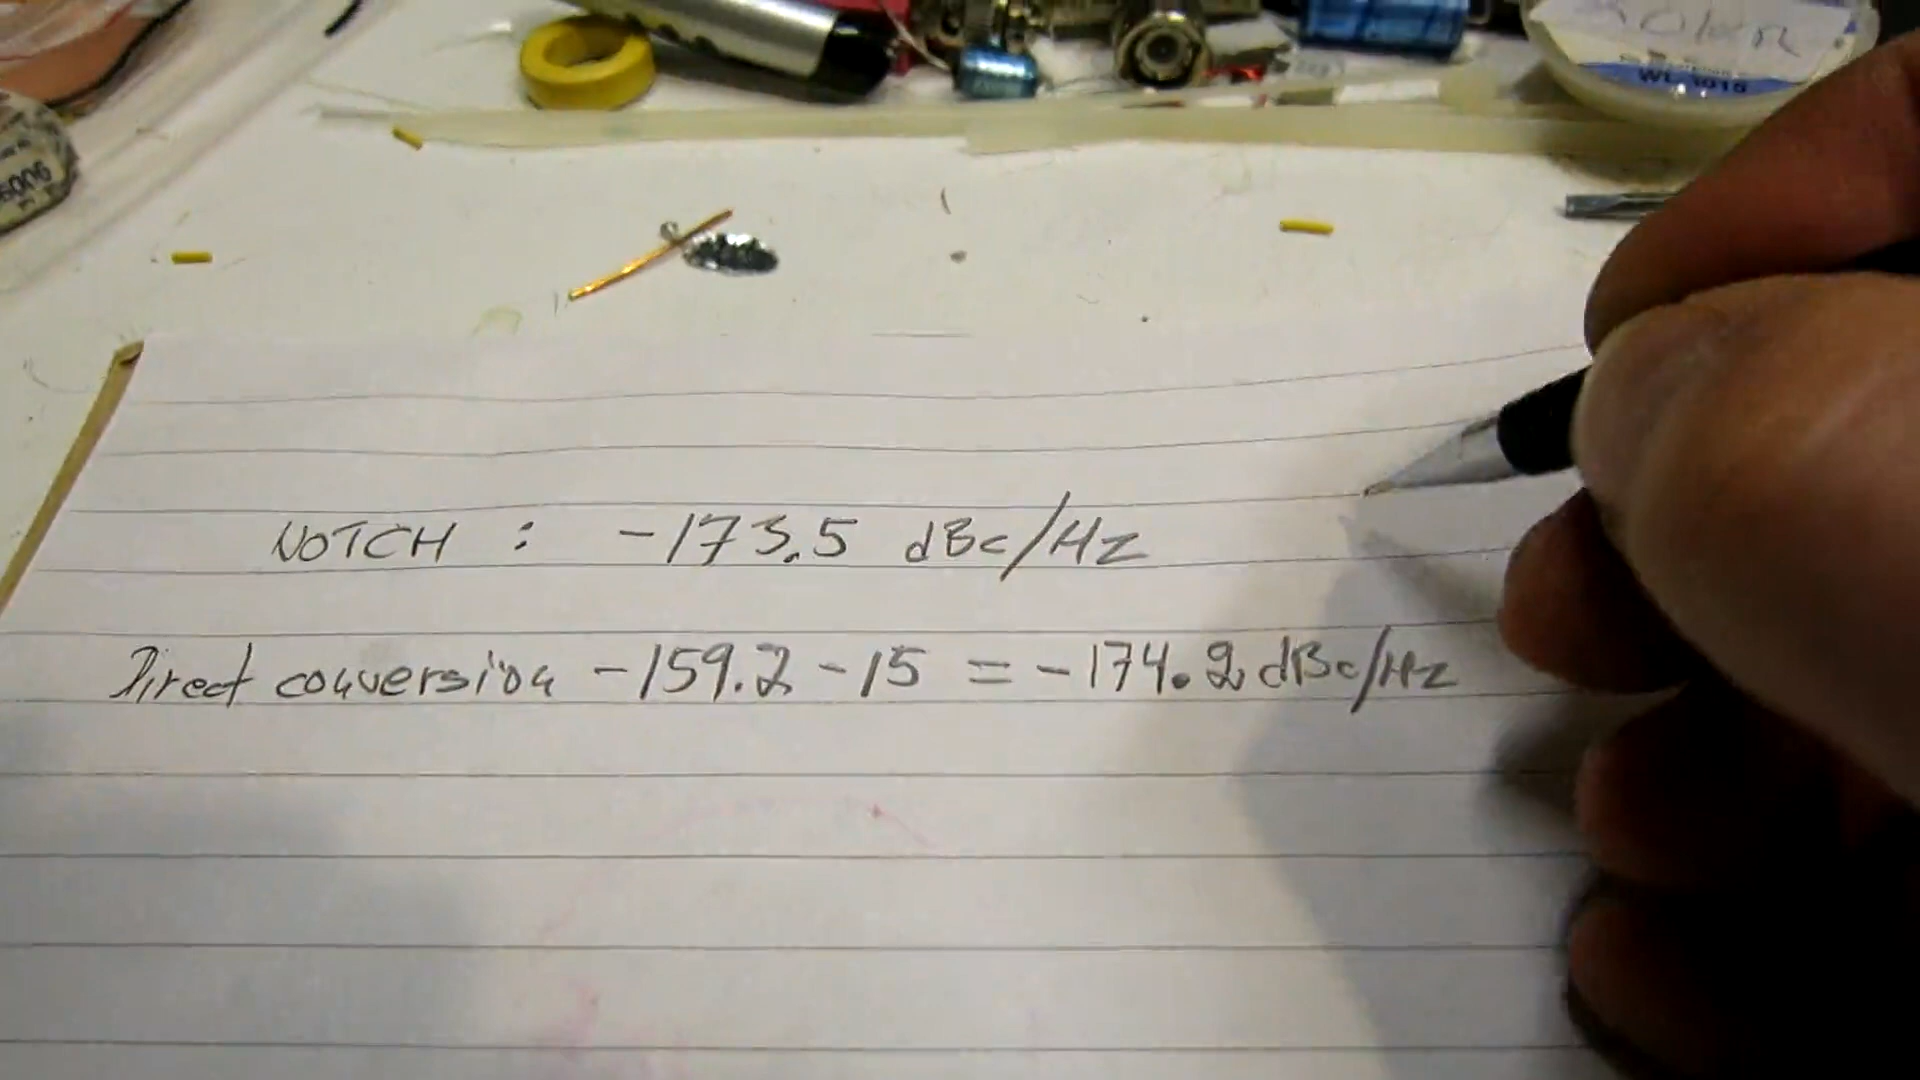 NOTCH : -173.5 dBc/Hz
Direct conversion -159.2 - 15 = -174.2 dBc/Hz